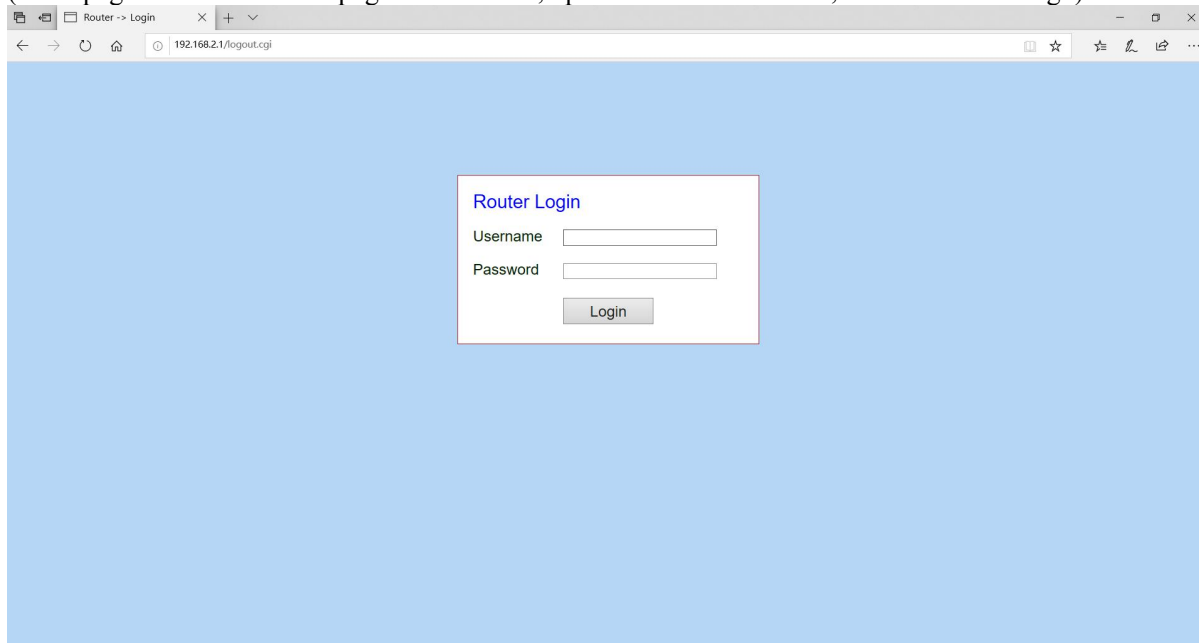 Router -> Login
192.168.2.1/logout.cgi
Router Login
Username
Password
Login